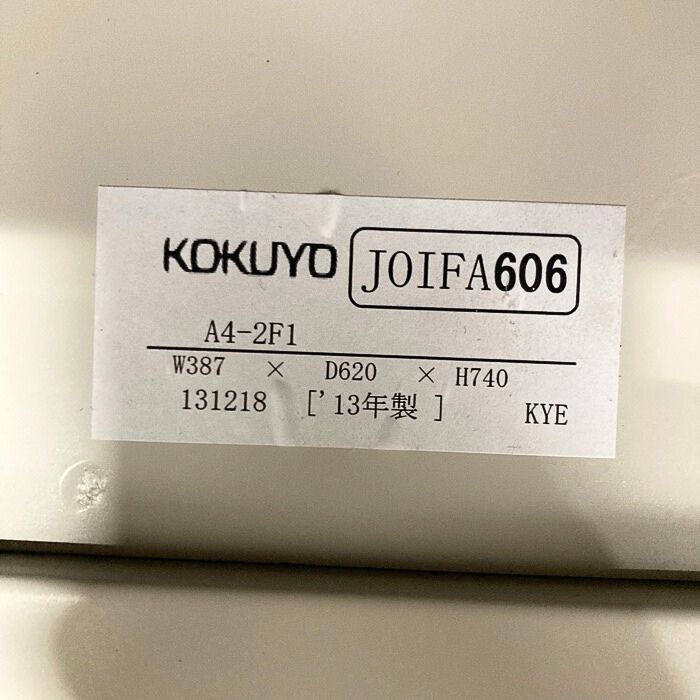 KOKUYO JOIFA606
A4-2F1
W387 × D620 × H740
131218 ['13年製 ] KYE